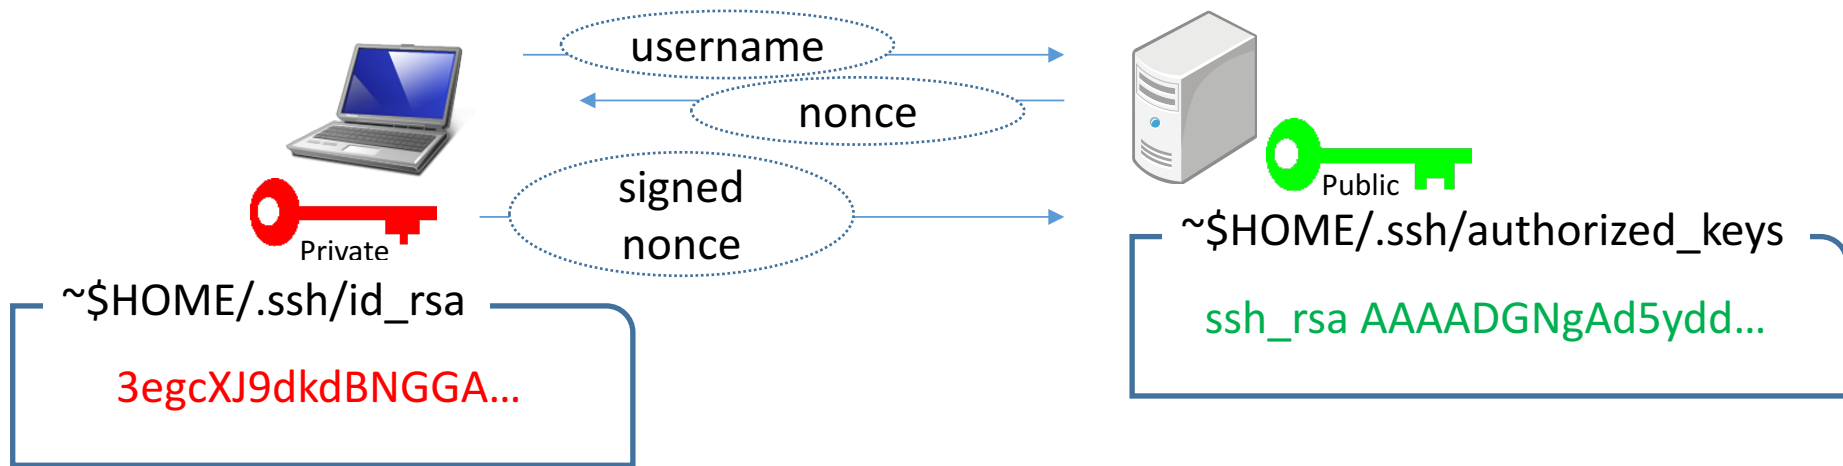 username
nonce
signed
nonce
Private
Public
~$HOME/.ssh/id_rsa
3egcXJ9dkdBNGGA...
~$HOME/.ssh/authorized_keys
ssh_rsa AAAADGNgAd5ydd...